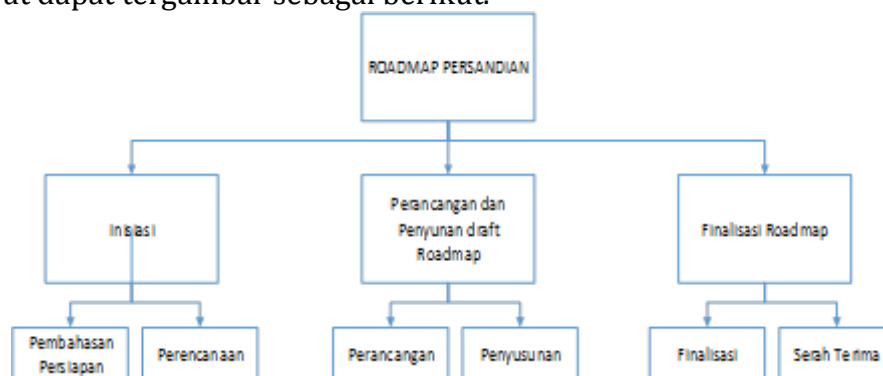 ut dapat tergambar sebagai berikut.
ROADMAP PERSANDIAN
Inisiasi
Perancangan dan
Penyunan draft
Roadmap
Finalisasi Roadmap
Pembahasan
Persiapan
Perencanaan
Perancangan
Penyusunan
Finalisasi
Serah Terima